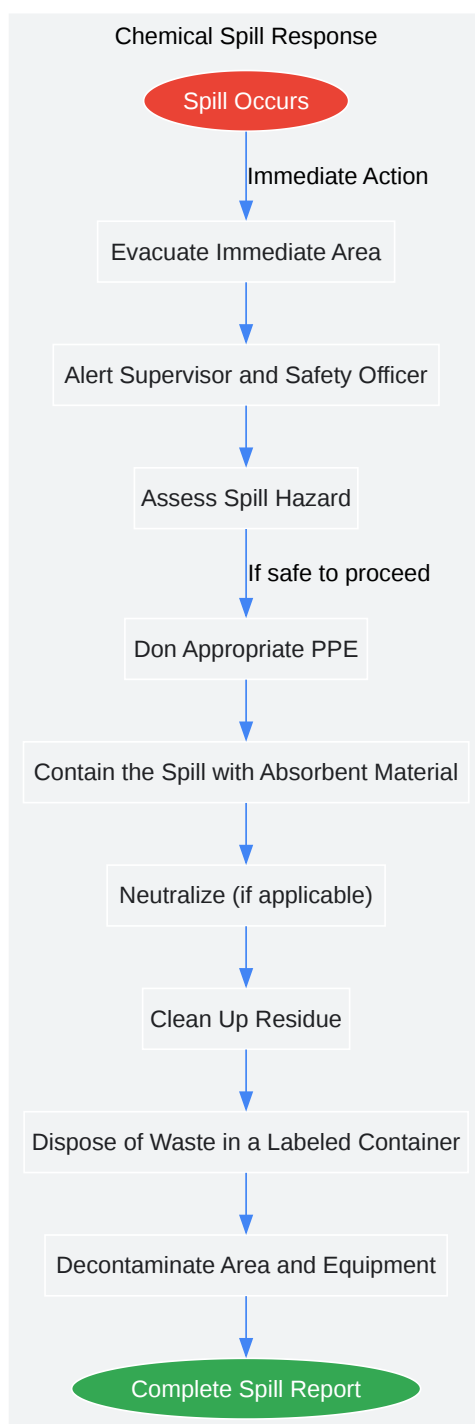 Chemical Spill Response
Spill Occurs
Immediate Action
Evacuate Immediate Area
Alert Supervisor and Safety Officer
Assess Spill Hazard
If safe to proceed
Don Appropriate PPE
Contain the Spill with Absorbent Material
Neutralize (if applicable)
Clean Up Residue
Dispose of Waste in a Labeled Container
Decontaminate Area and Equipment
Complete Spill Report